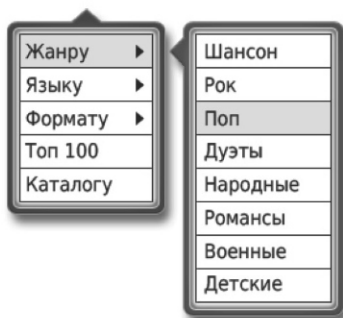 Жанру
Языку
Формату
Топ 100
Каталогу
Шансон
Рок
Поп
Дуэты
Народные
Романсы
Военные
Детские